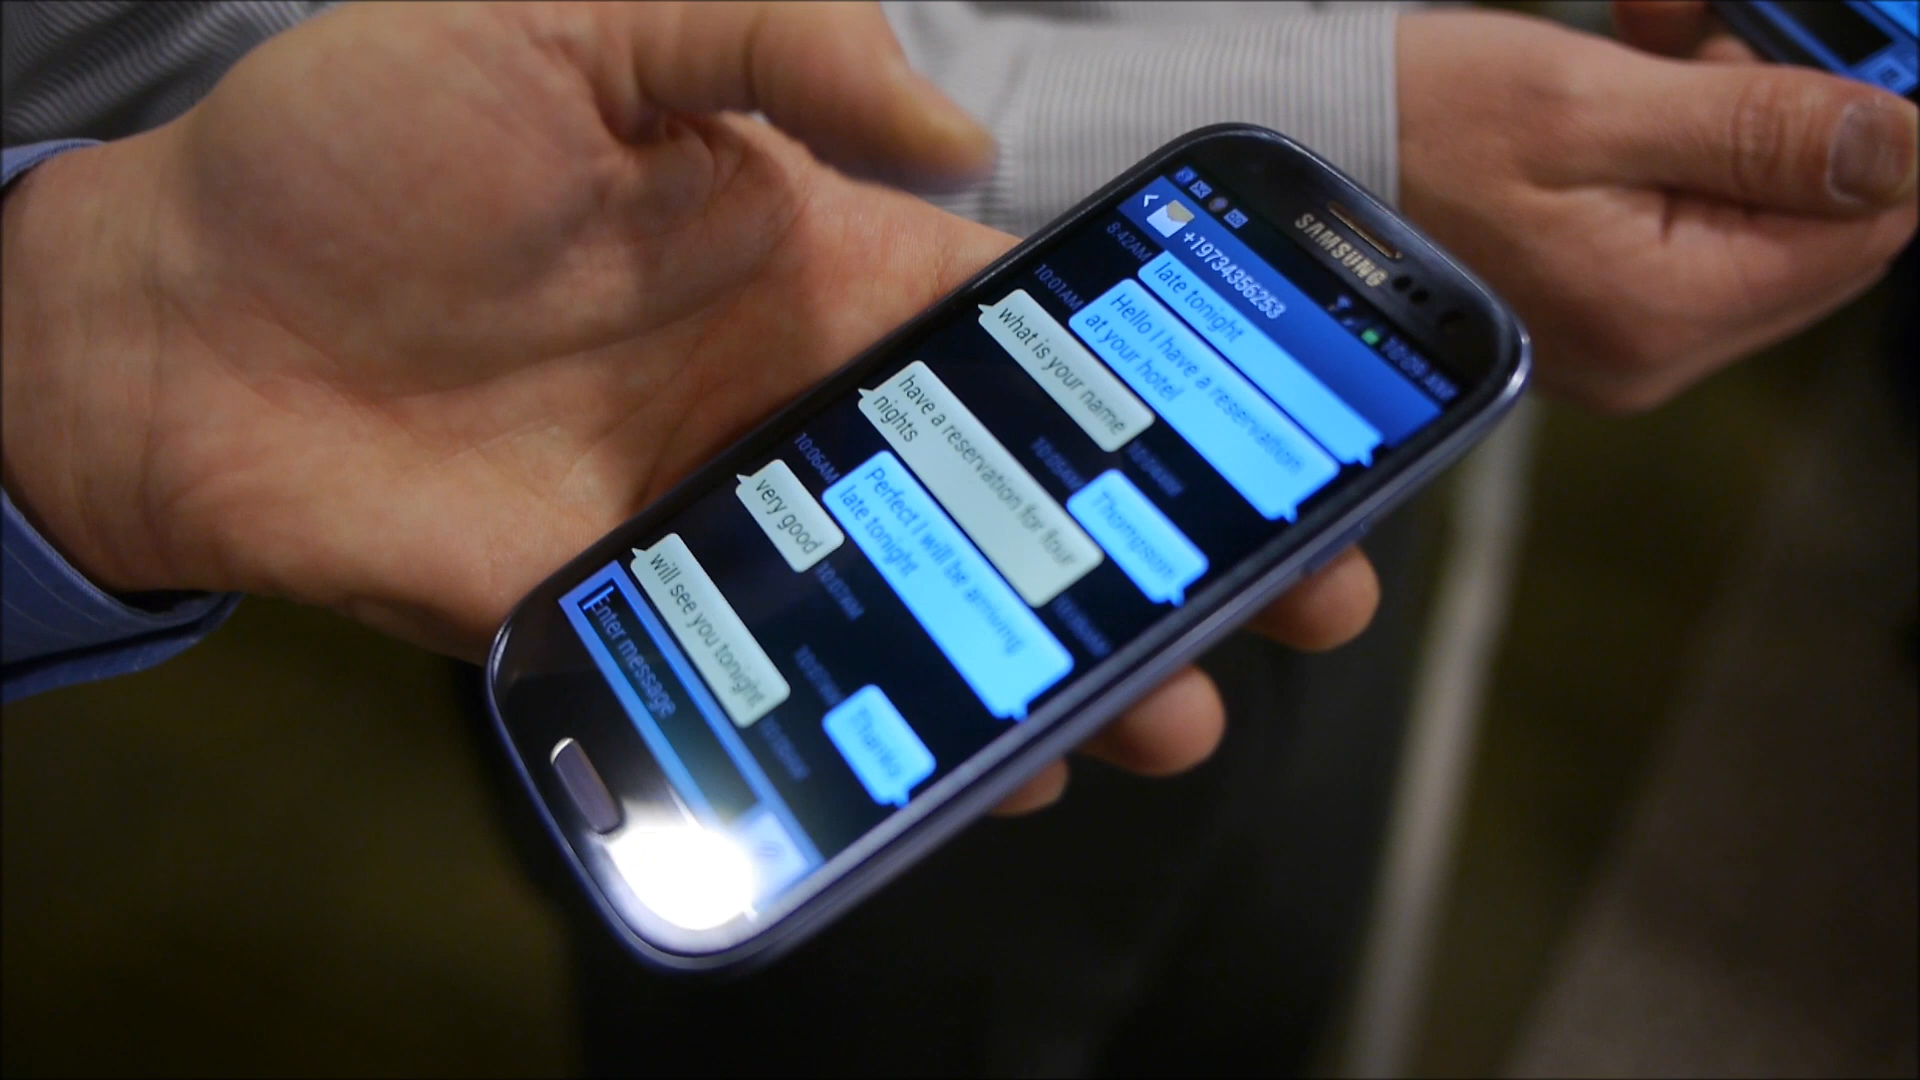 SAMSUNG
+19734356253
late tonight
8:42AM
Hello I have a reservation
at your hotel
10:01AM
what is your name
Thompson
have a reservation for four
nights
Perfect I will be arriving
late tonight
10:06AM
very good
10:07AM
Thanks
will see you tonight
Enter message